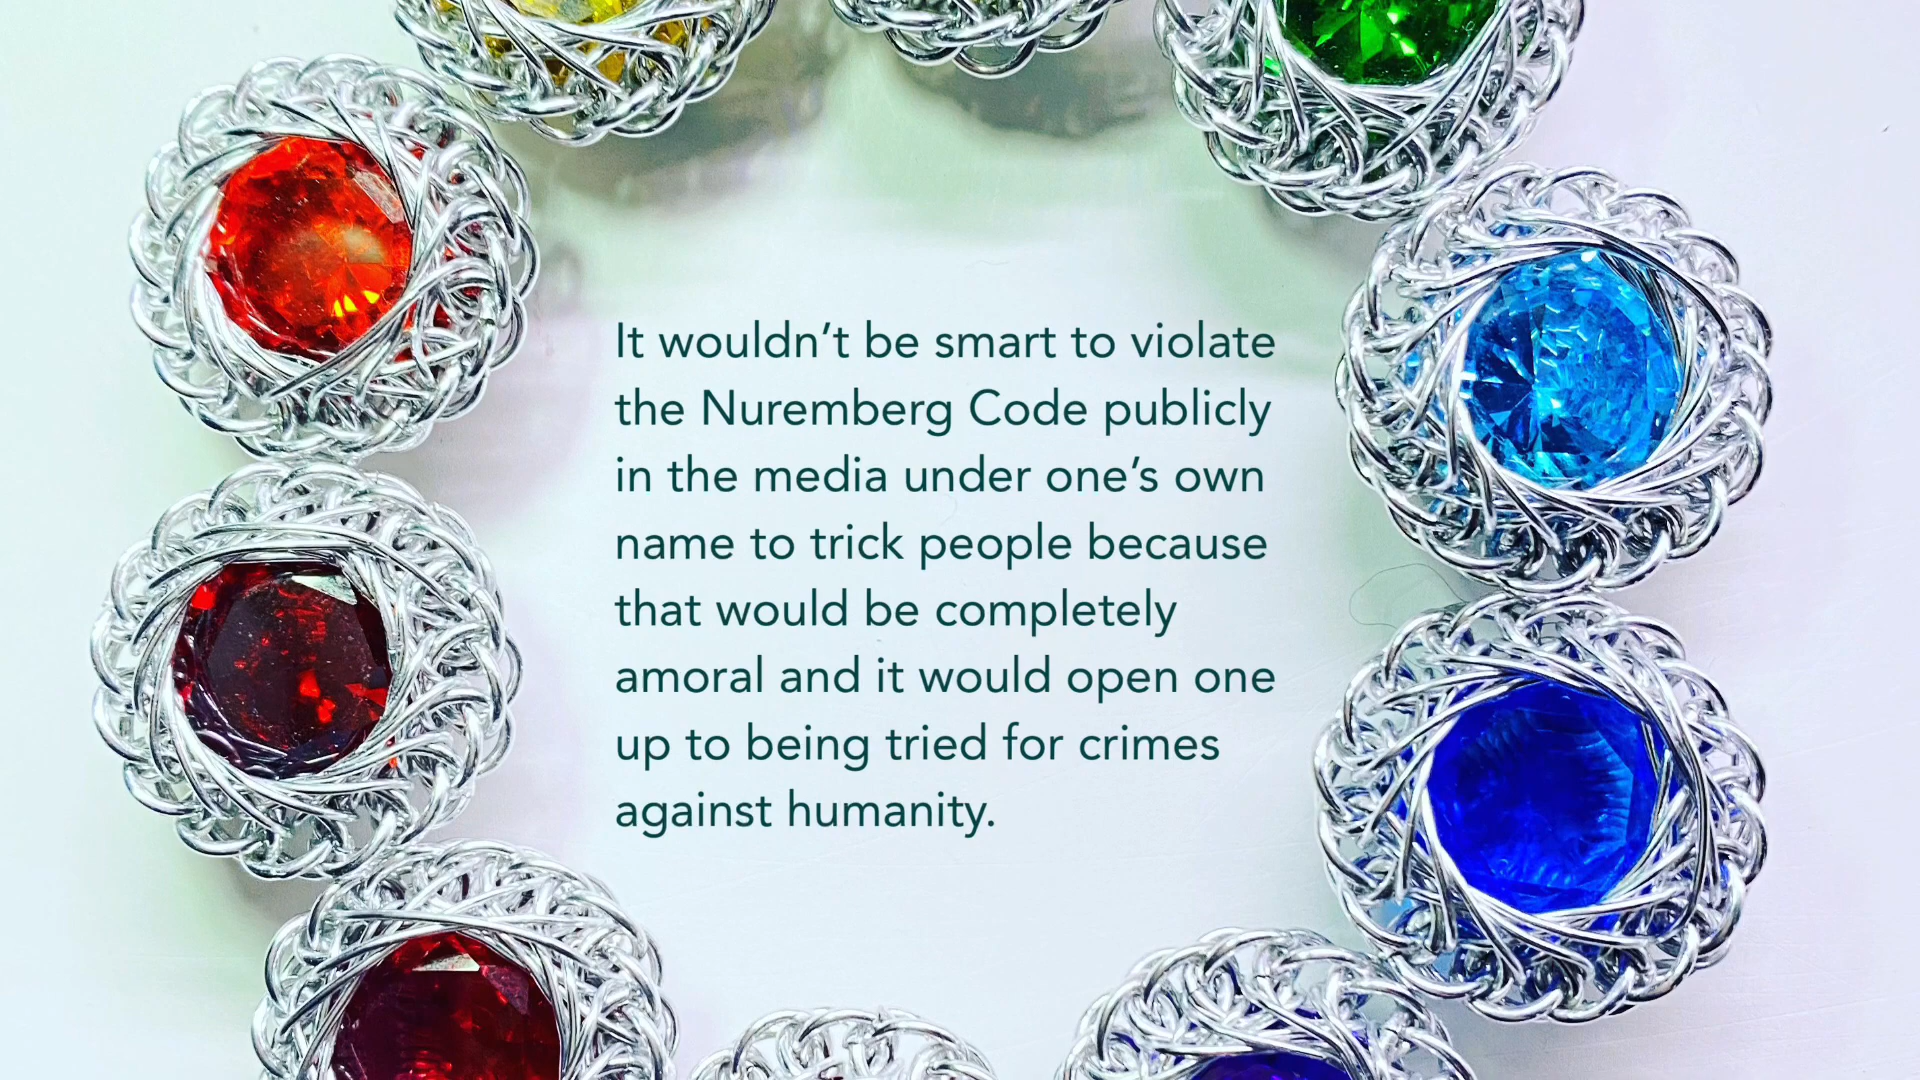 It wouldn’t be smart to violate
the Nuremberg Code publicly
in the media under one’s own
name to trick people because
that would be completely
amoral and it would open one
up to being tried for crimes
against humanity.